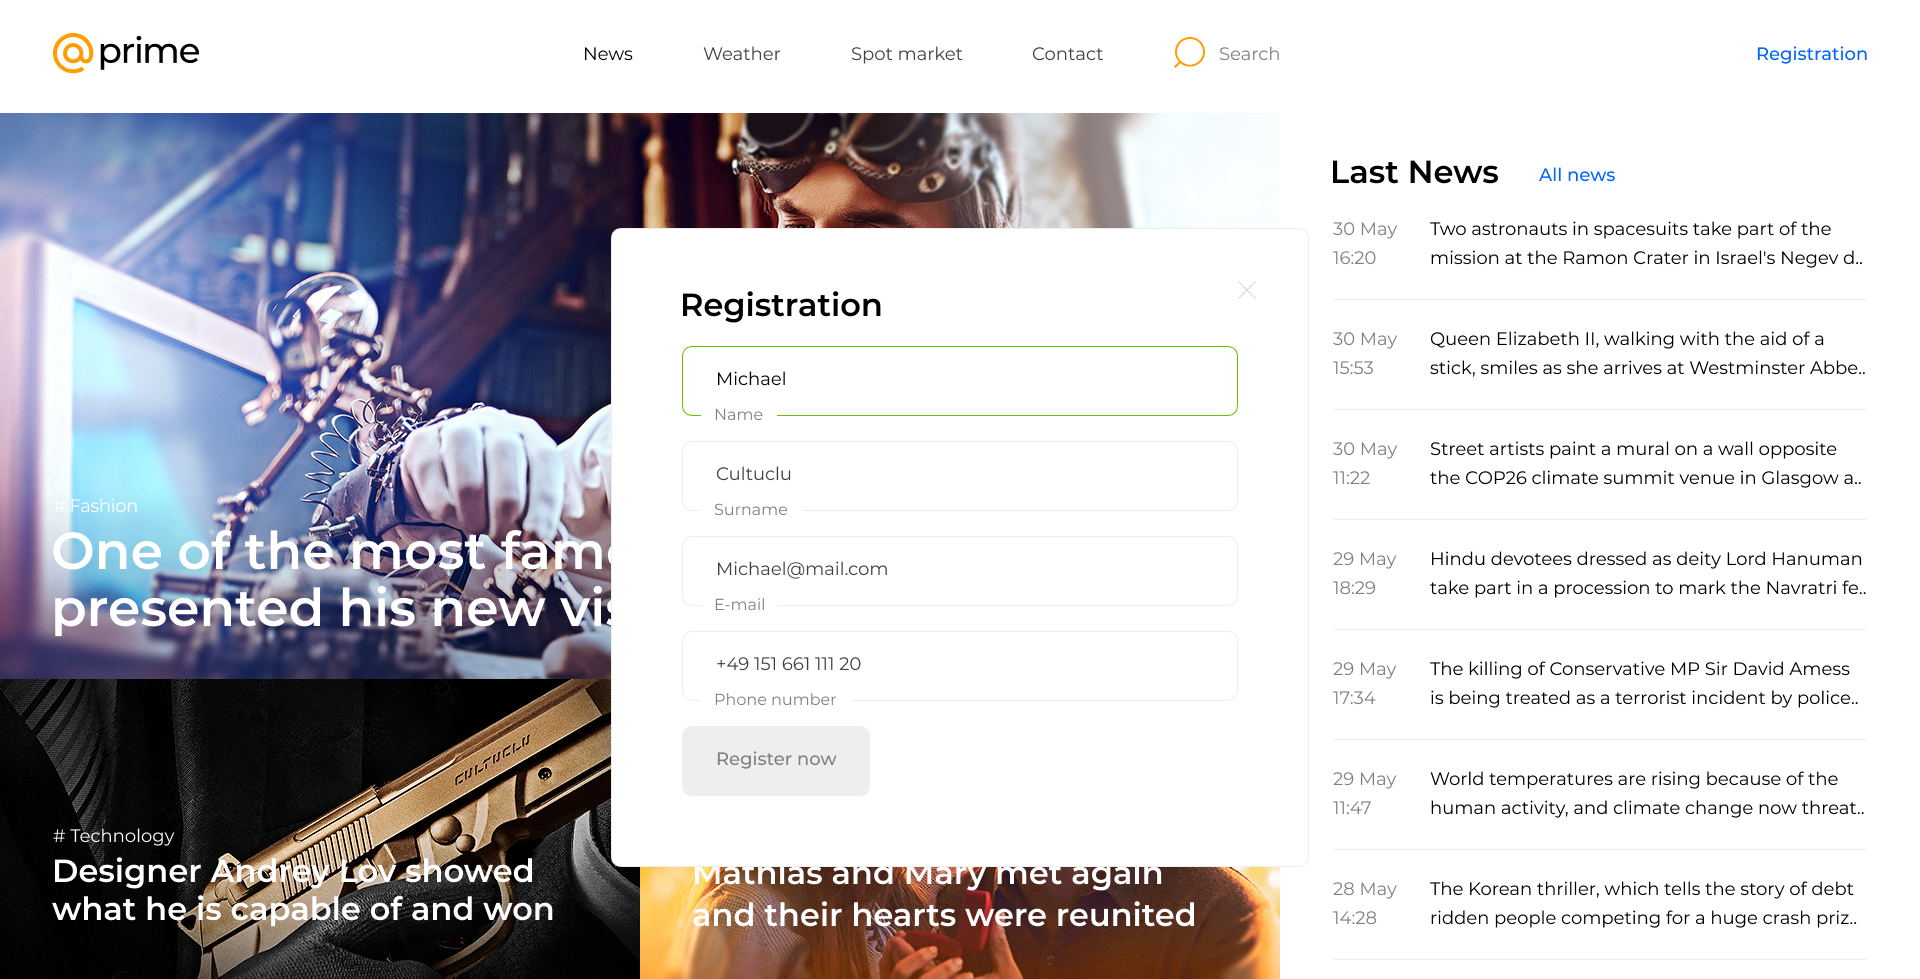 @prime
News
Weather
Spot market
Contact
Search
Registration
# Fashion
One of the most
presented his new
# Technology
Designer Andrey Lov showed
what he is capable of and won
CULTUCLU
Mathias and Mary met again
and their hearts were reunited
Registration
Michael
Name
Cultuclu
Surname
Michael@mail.com
E-mail
+49 151 661 111 20
Phone number
Register now
Last News
All news
30 May
16:20
Two astronauts in spacesuits take part of the
mission at the Ramon Crater in Israel's Negev d..
30 May
15:53
Queen Elizabeth II, walking with the aid of a
stick, smiles as she arrives at Westminster Abbe..
30 May
11:22
Street artists paint a mural on a wall opposite
the COP26 climate summit venue in Glasgow a..
29 May
18:29
Hindu devotees dressed as deity Lord Hanuman
take part in a procession to mark the Navratri fe..
29 May
17:34
The killing of Conservative MP Sir David Amess
is being treated as a terrorist incident by police..
29 May
11:47
World temperatures are rising because of the
human activity, and climate change now threat..
28 May
14:28
The Korean thriller, which tells the story of debt
ridden people competing for a huge crash priz..